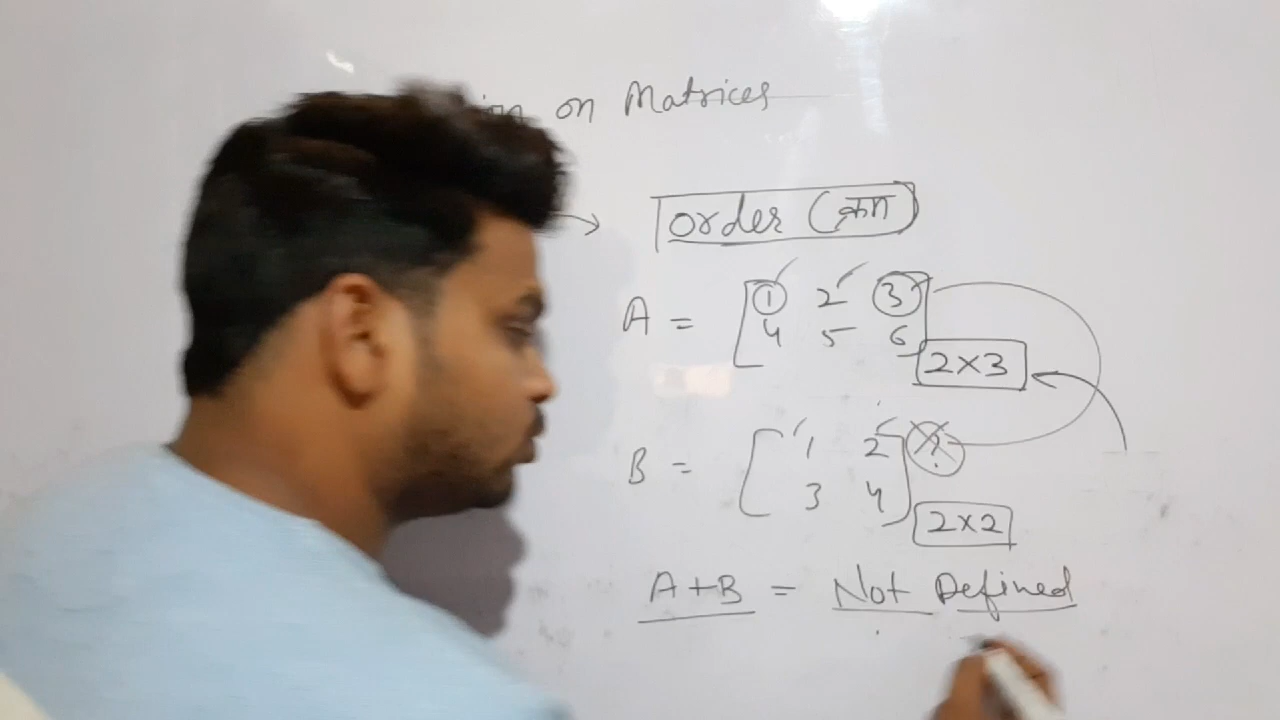 on Matrices
order (क्रम)
A = [1 2 3
4 5 6] 2×3
B = [1 2
3 4] 2×2
A+B = Not Defined